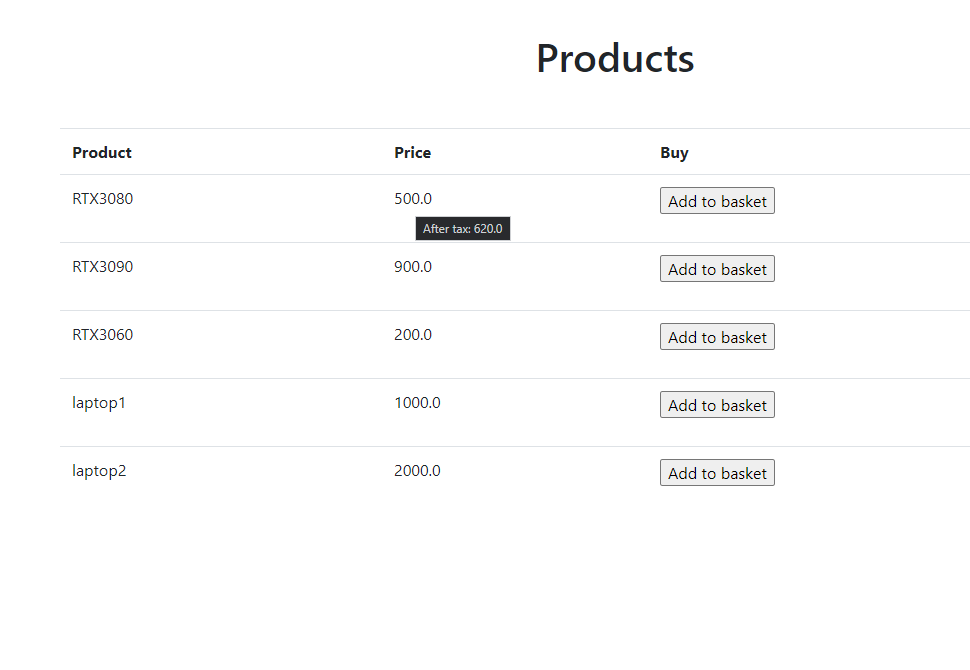 Products
Product Price Buy
RTX3080 500.0 Add to basket
After tax: 620.0
RTX3090 900.0 Add to basket
RTX3060 200.0 Add to basket
laptop1 1000.0 Add to basket
laptop2 2000.0 Add to basket